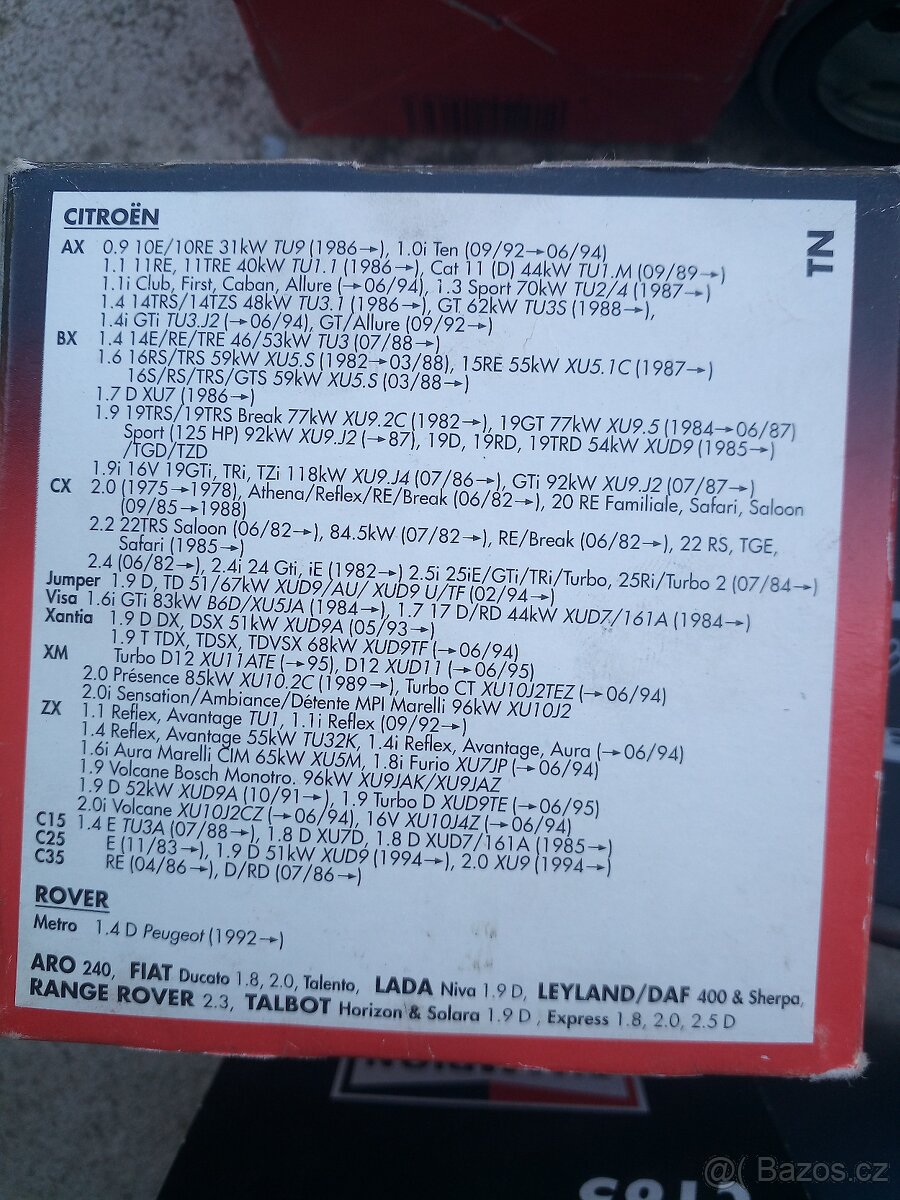 CITROËN
TN
AX 0.9 10E/10RE 31kW TU9 (1986→), 1.0i Ten (09/92→06/94)
1.1 11RE, 11TRE 40kW TU1.1 (1986→), Cat 11 (D) 44kW TU1.M (09/89→)
1.1i Club, First, Caban, Allure (→06/94), 1.3 Sport 70kW TU2/4 (1987→)
1.4 14TRS/14TZS 48kW TU3.1 (1986→), GT 62kW TU3S (1988→),
1.4i GTi TU3.J2 (→06/94), GT/Allure (09/92→)
BX 1.4 14E/RE/TRE 46/53kW TU3 (07/88→)
1.6 16RS/TRS 59kW XU5.S (1982→03/88), 15RE 55kW XU5.1C (1987→)
16S/RS/TRS/GTS 59kW XU5.S (03/88→)
1.7 D XU7 (1986→)
1.9 19TRS/19TRS Break 77kW XU9.2C (1982→), 19GT 77kW XU9.5 (1984→06/87)
Sport (125 HP) 92kW XU9.J2 (→87), 19D, 19RD, 19TRD 54kW XUD9 (1985→)
/TGD/TZD
1.9i 16V 19GTi, TRi, TZi 118kW XU9.J4 (07/86→), GTi 92kW XU9.J2 (07/87→)
CX 2.0 (1975→1978), Athena/Reflex/RE/Break (06/82→), 20 RE Familiale, Safari, Saloon
(09/85→1988)
2.2 22TRS Saloon (06/82→), 84.5kW (07/82→), RE/Break (06/82→), 22 RS, TGE,
Safari (1985→)
2.4 (06/82→), 2.4i 24 Gti, iE (1982→) 2.5i 25iE/GTi/TRi/Turbo, 25Ri/Turbo 2 (07/84→)
Jumper 1.9 D, TD 51/67kW XUD9/AU/ XUD9 U/TF (02/94→)
Visa 1.6i GTi 83kW B6D/XU5JA (1984→), 1.7 17 D/RD 44kW XUD7/161A (1984→)
Xantia 1.9 D DX, DSX 51kW XUD9A (05/93→)
1.9 T TDX, TDSX, TDVSX 68kW XUD9TF (→06/94)
XM Turbo D12 XU11ATE (→95), D12 XUD11 (→06/95)
2.0 Présence 85kW XU10.2C (1989→), Turbo CT XU10J2TEZ (→06/94)
2.0i Sensation/Ambiance/Détente MPI Marelli 96kW XU10J2
ZX 1.1 Reflex, Avantage TU1, 1.1i Reflex (09/92→)
1.4 Reflex, Avantage 55kW TU32K, 1.4i Reflex, Avantage, Aura (→06/94)
1.6i Aura Marelli CIM 65kW XU5M, 1.8i Furio XU7JP (→06/94)
1.9 Volcane Bosch Monotro. 96kW XU9JAK/XU9JAZ
1.9 D 52kW XUD9A (10/91→), 1.9 Turbo D XUD9TE (→06/95)
2.0i Volcane XU10J2CZ (→06/94), 16V XU10J4Z (→06/94)
C15 1.4 E TU3A (07/88→), 1.8 D XU7D, 1.8 D XUD7/161A (1985→)
C25 E (11/83→), 1.9 D 51kW XUD9 (1994→), 2.0 XU9 (1994→)
C35 RE (04/86→), D/RD (07/86→)
ROVER
Metro 1.4 D Peugeot (1992→)
ARO 240, FIAT Ducato 1.8, 2.0, Talento, LADA Niva 1.9 D, LEYLAND/DAF 400 & Sherpa,
RANGE ROVER 2.3, TALBOT Horizon & Solara 1.9 D, Express 1.8, 2.0, 2.5 D
@( Bazos.cz